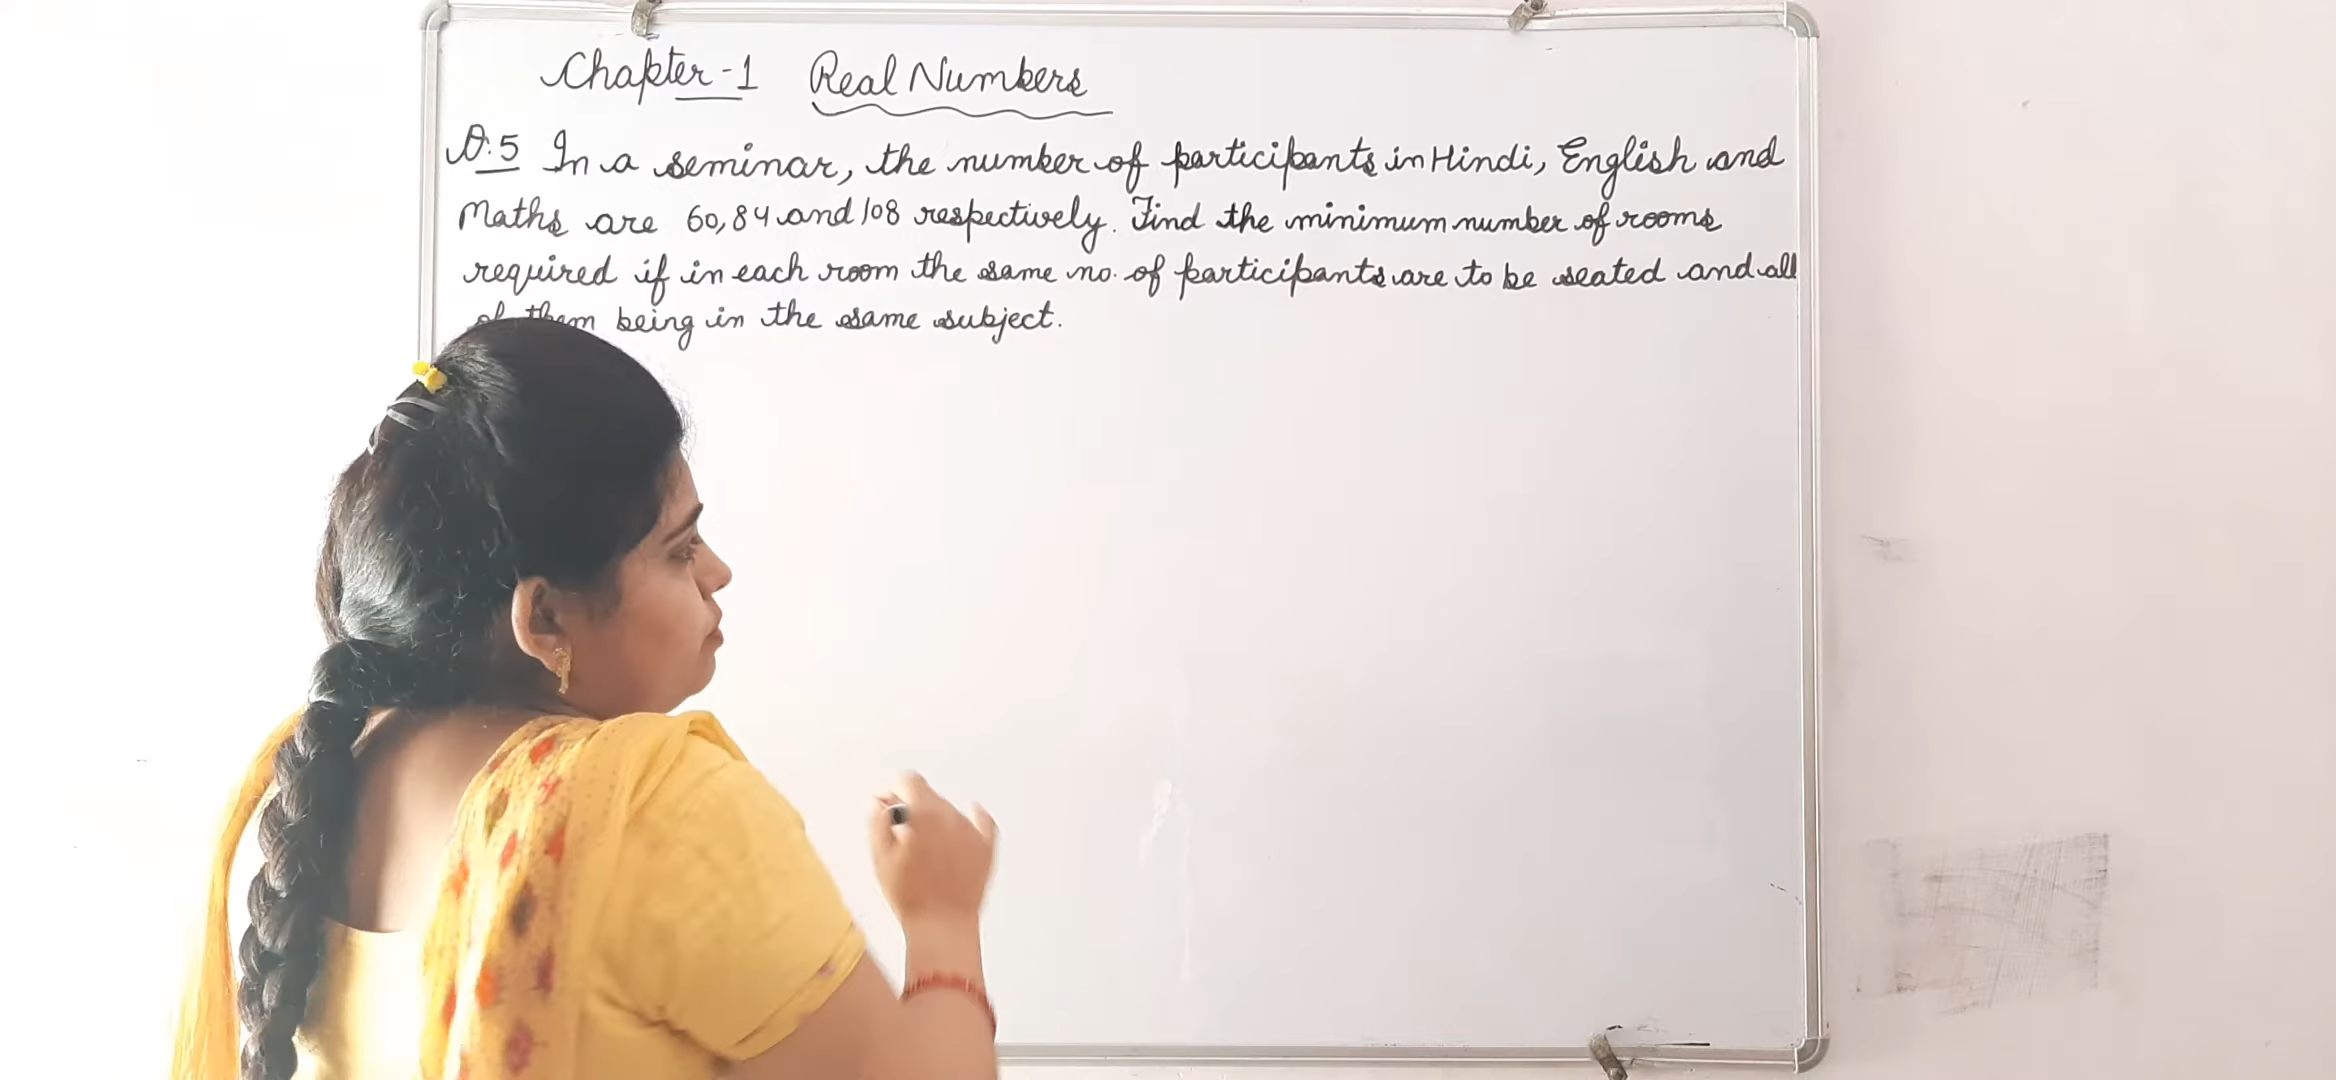 Chapter-1 Real Numbers
Q.5 In a seminar, the number of participants in Hindi, English and
Maths are 60, 84 and 108 respectively. Find the minimum number of rooms
required if in each room the same no. of participants are to be seated and all
of them being in the same subject.